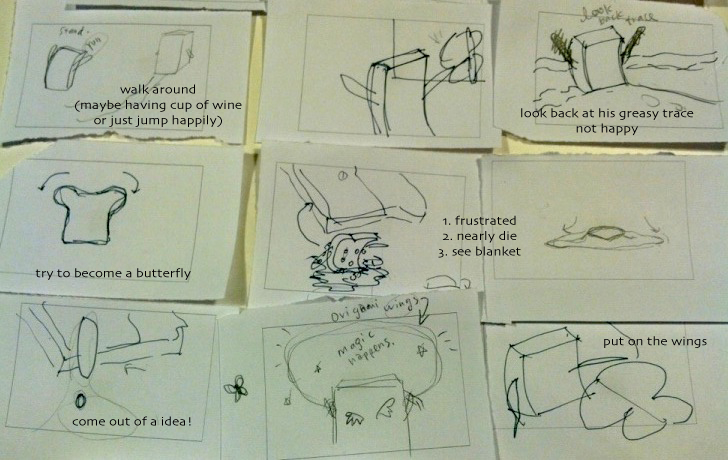 Stand.
walk around
(maybe having cup of wine
or just jump happily)
look
back trace
look back at his greasy trace
not happy
try to become a butterfly
1. frustrated
2. nearly die
3. see blanket
come out of a idea!
Origami wings
magic
happens.
put on the wings